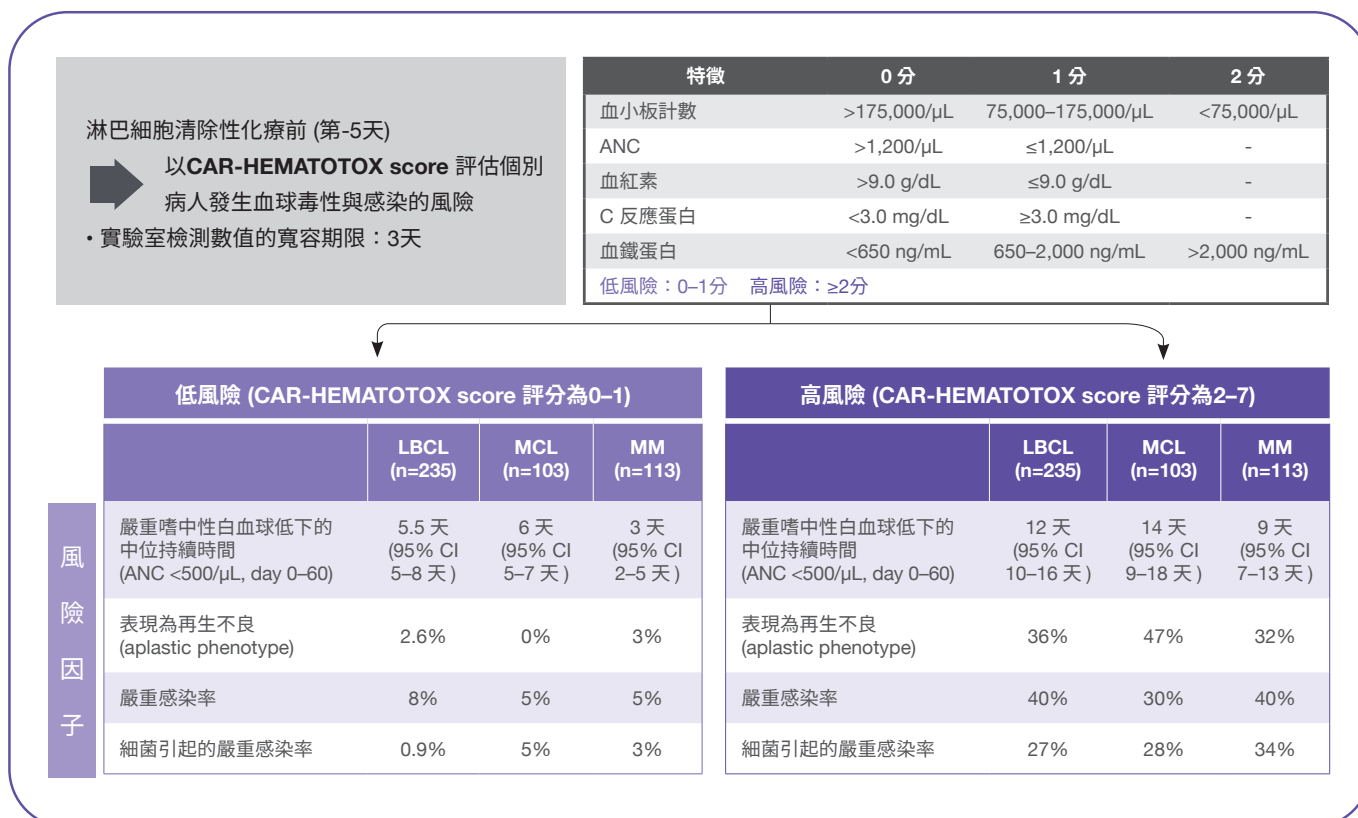 淋巴細胞清除性化療前 (第-5天)
以CAR-HEMATOTOX score 評估個別
病人發生血球毒性與感染的風險
・實驗室檢測數值的寬容期限：3天
特徵 0 分 1 分 2 分
血小板計數 >175,000/μL 75,000–175,000/μL <75,000/μL
ANC >1,200/μL ≤1,200/μL -
血紅素 >9.0 g/dL ≤9.0 g/dL -
C 反應蛋白 <3.0 mg/dL ≥3.0 mg/dL -
血鐵蛋白 <650 ng/mL 650–2,000 ng/mL >2,000 ng/mL
低風險：0–1分 高風險：≥2分
風險因子
低風險 (CAR-HEMATOTOX score 評分為0–1)
LBCL MCL MM
(n=235) (n=103) (n=113)
嚴重嗜中性白血球低下的 5.5 天 6 天 3 天
中位持續時間 (95% CI (95% CI (95% CI
(ANC <500/μL, day 0–60) 5–8 天) 5–7 天) 2–5 天)
表現為再生不良
(aplastic phenotype) 2.6% 0% 3%
嚴重感染率 8% 5% 5%
細菌引起的嚴重感染率 0.9% 5% 3%
高風險 (CAR-HEMATOTOX score 評分為2–7)
LBCL MCL MM
(n=235) (n=103) (n=113)
嚴重嗜中性白血球低下的 12 天 14 天 9 天
中位持續時間 (95% CI (95% CI (95% CI
(ANC <500/μL, day 0–60) 10–16 天) 9–18 天) 7–13 天)
表現為再生不良
(aplastic phenotype) 36% 47% 32%
嚴重感染率 40% 30% 40%
細菌引起的嚴重感染率 27% 28% 34%